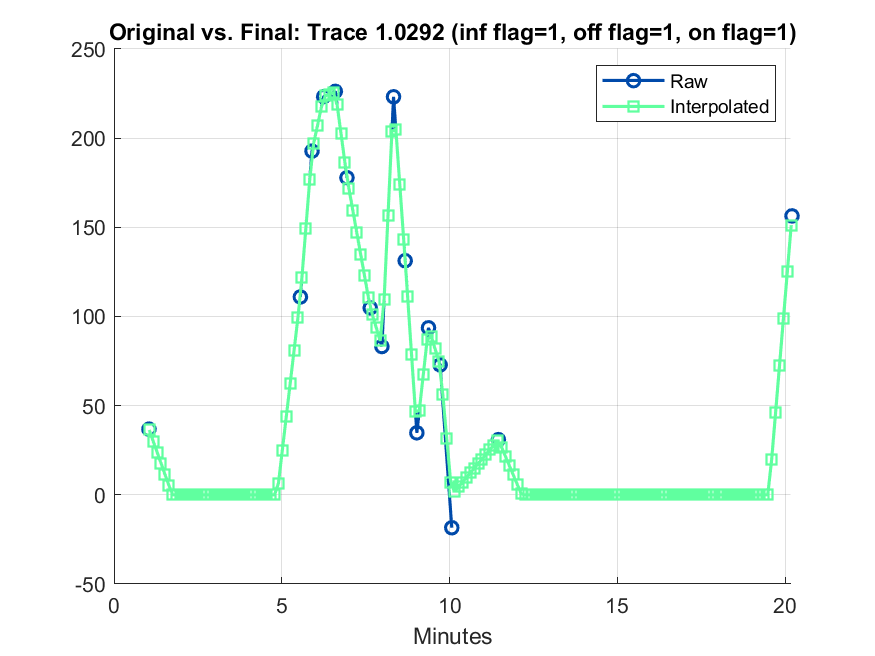 Original vs. Final: Trace 1.0292 (inf flag=1, off flag=1, on flag=1)
250
200
150
100
50
0
-50
Raw
Interpolated
0 5 10 15 20
Minutes